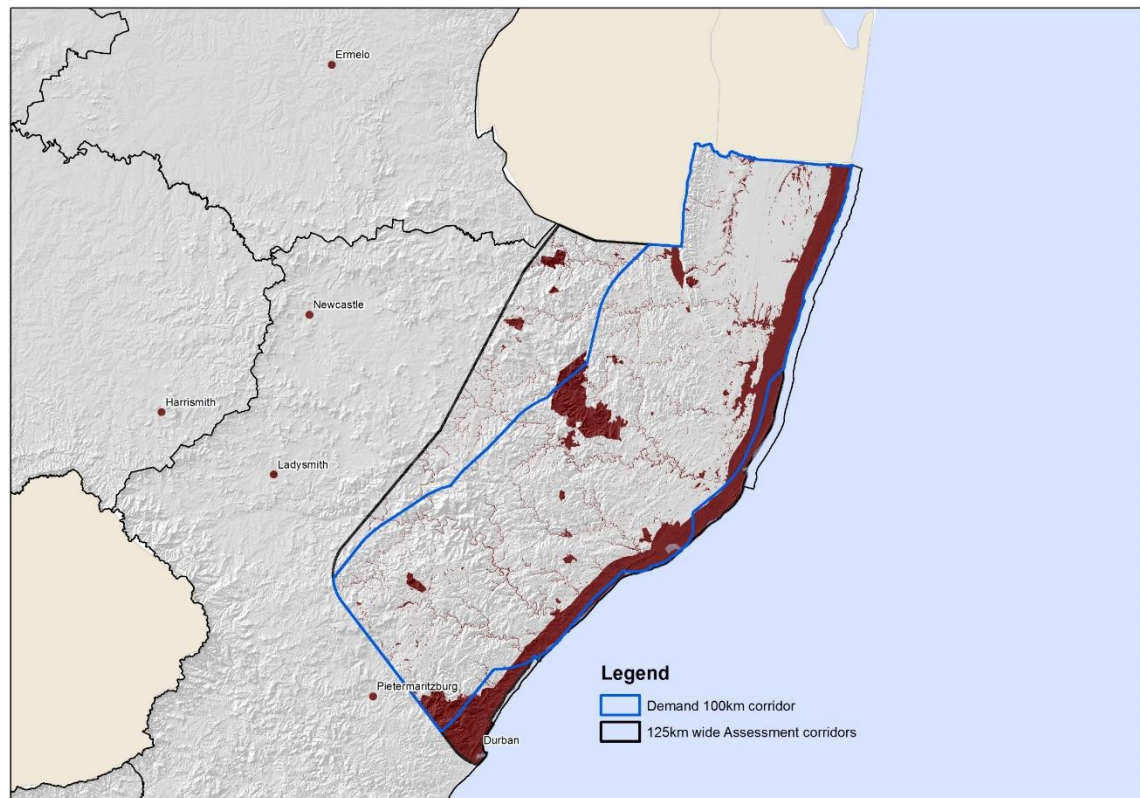 Ermelo
Newcastle
Harrismith
Ladysmith
Pietermaritzburg
Durban
Legend
Demand 100km corridor
125km wide Assessment corridors